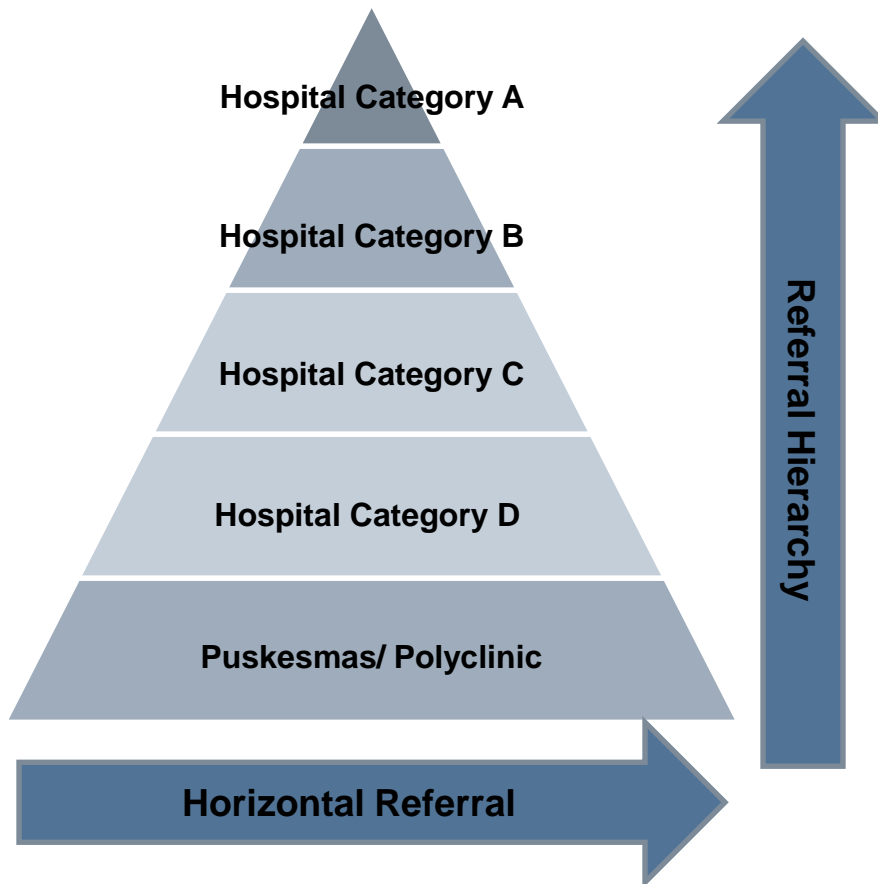 Hospital Category A
Hospital Category B
Hospital Category C
Hospital Category D
Puskesmas/ Polyclinic
Horizontal Referral
Referral Hierarchy